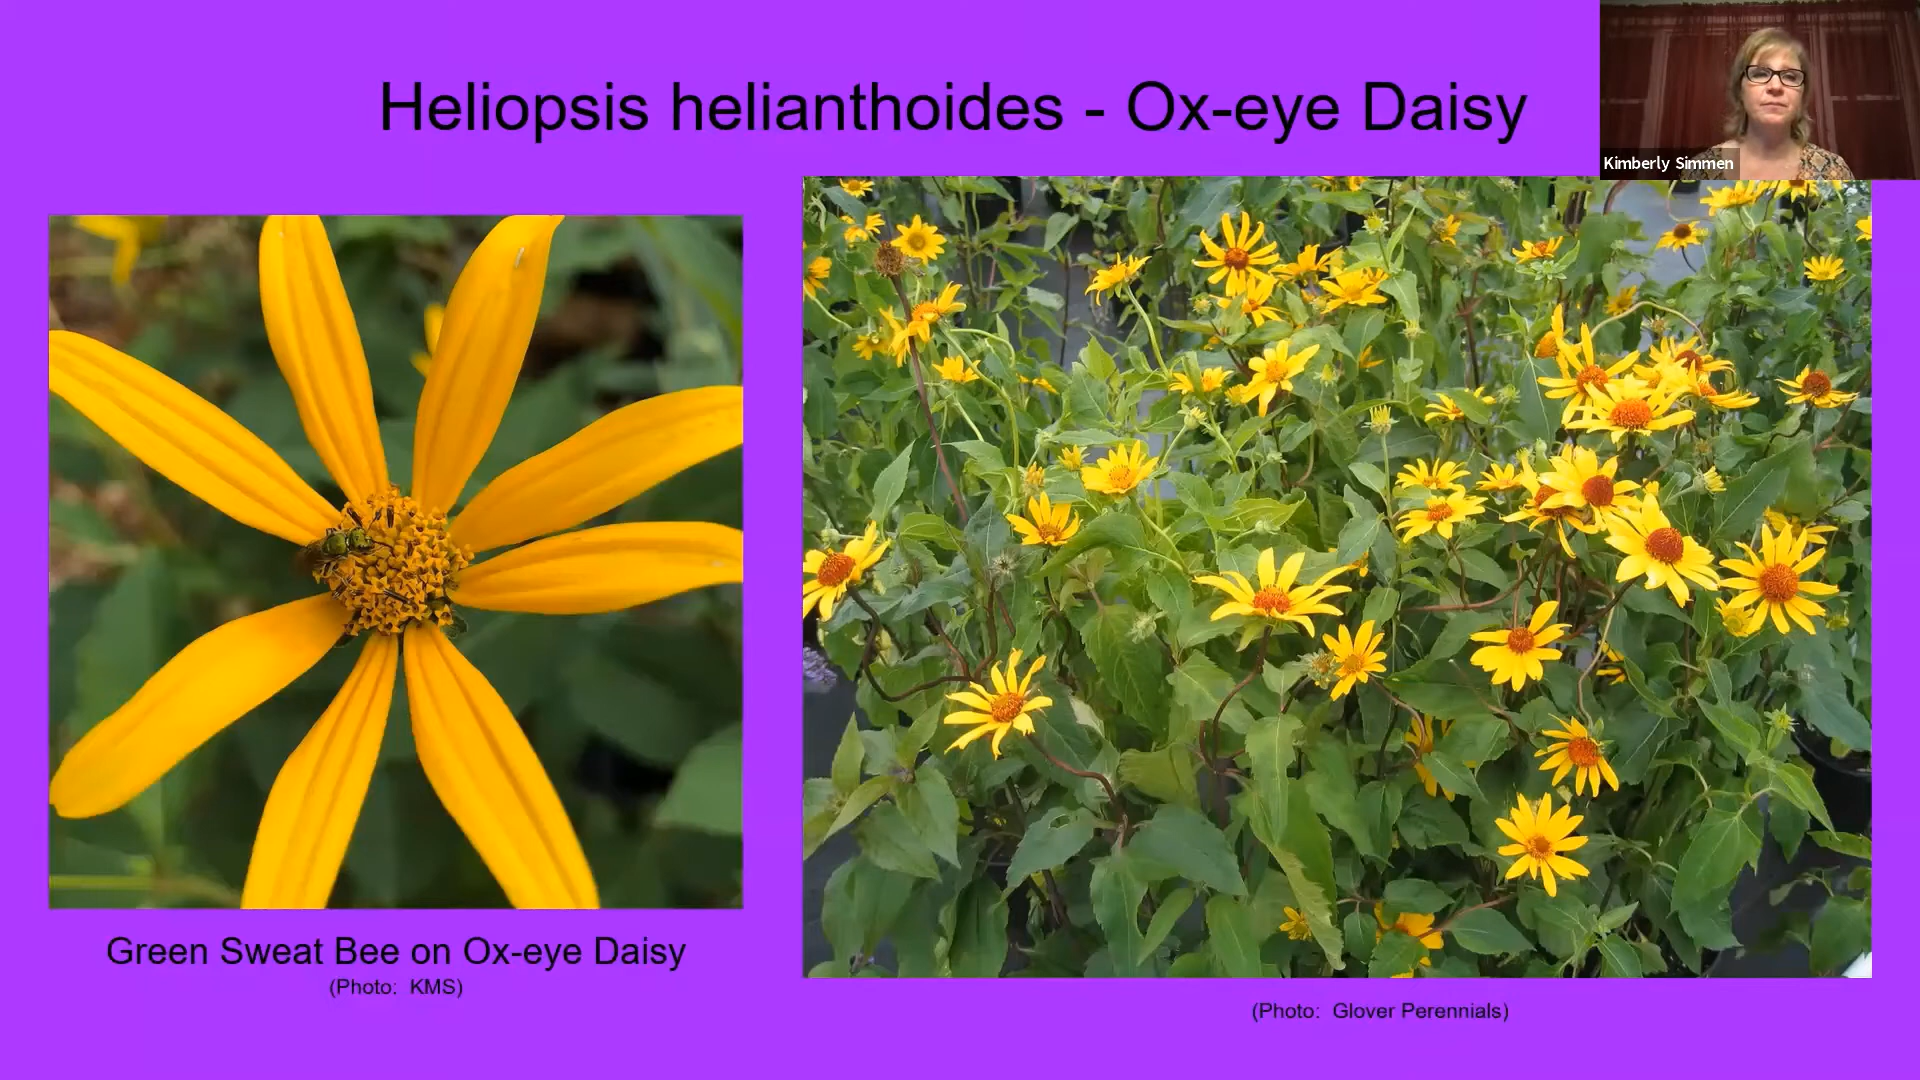 Heliopsis helianthoides - Ox-eye Daisy
Kimberly Simmen
Green Sweat Bee on Ox-eye Daisy
(Photo: KMS)
(Photo: Glover Perennials)